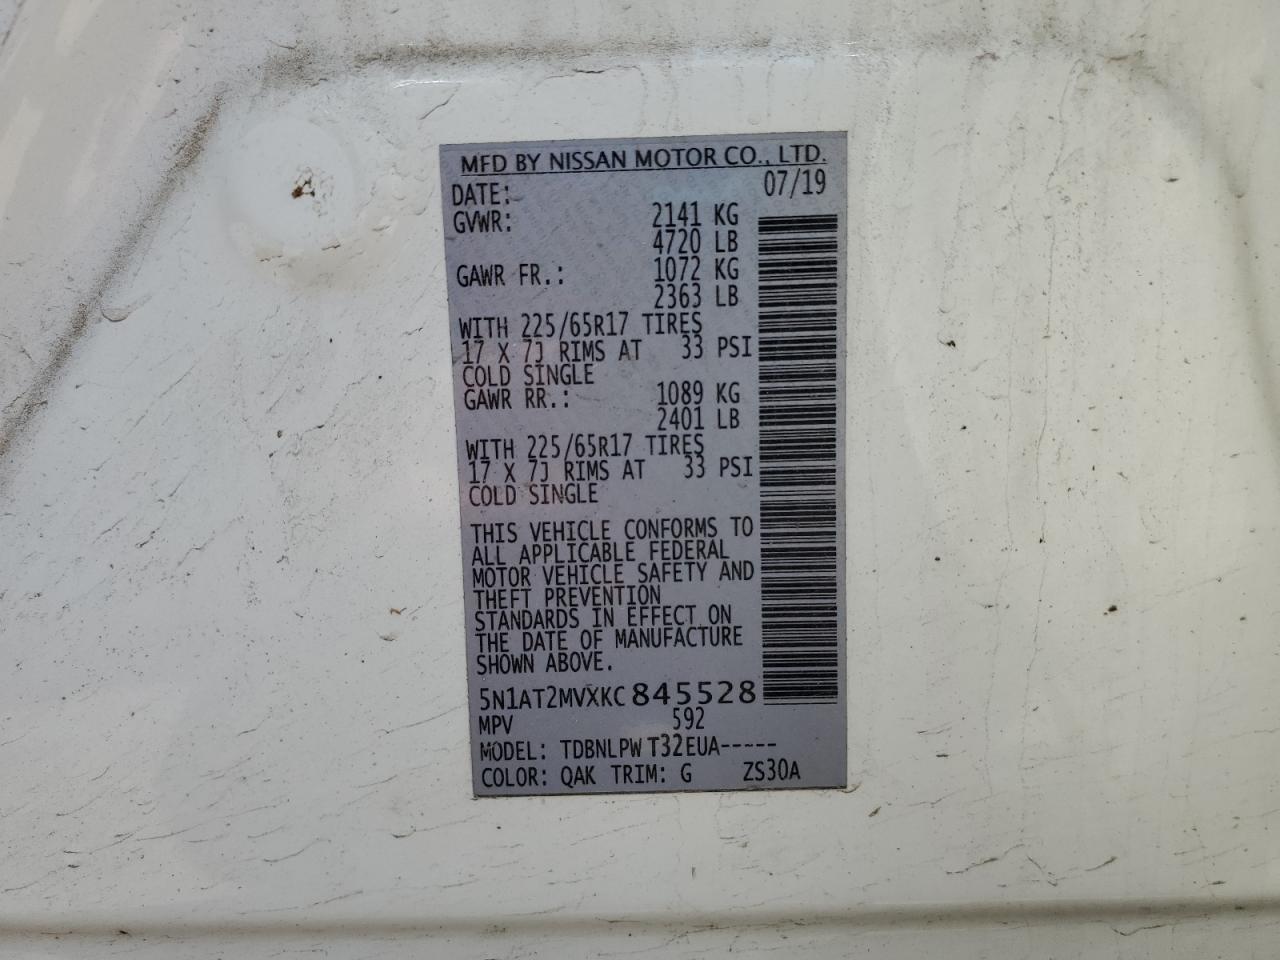 MFD BY NISSAN MOTOR CO., LTD.
DATE: 07/19
GVWR: 2141 KG
4720 LB
GAWR FR.: 1072 KG
2363 LB
WITH 225/65R17 TIRES
17 X 7J RIMS AT 33 PSI
COLD SINGLE
GAWR RR.: 1089 KG
2401 LB
WITH 225/65R17 TIRES
17 X 7J RIMS AT 33 PSI
COLD SINGLE
THIS VEHICLE CONFORMS TO
ALL APPLICABLE FEDERAL
MOTOR VEHICLE SAFETY AND
THEFT PREVENTION
STANDARDS IN EFFECT ON
THE DATE OF MANUFACTURE
SHOWN ABOVE.
5N1AT2MVXKC845528
MPV 592
MODEL: TDBNLPW T32EUA-----
COLOR: QAK TRIM: G ZS30A